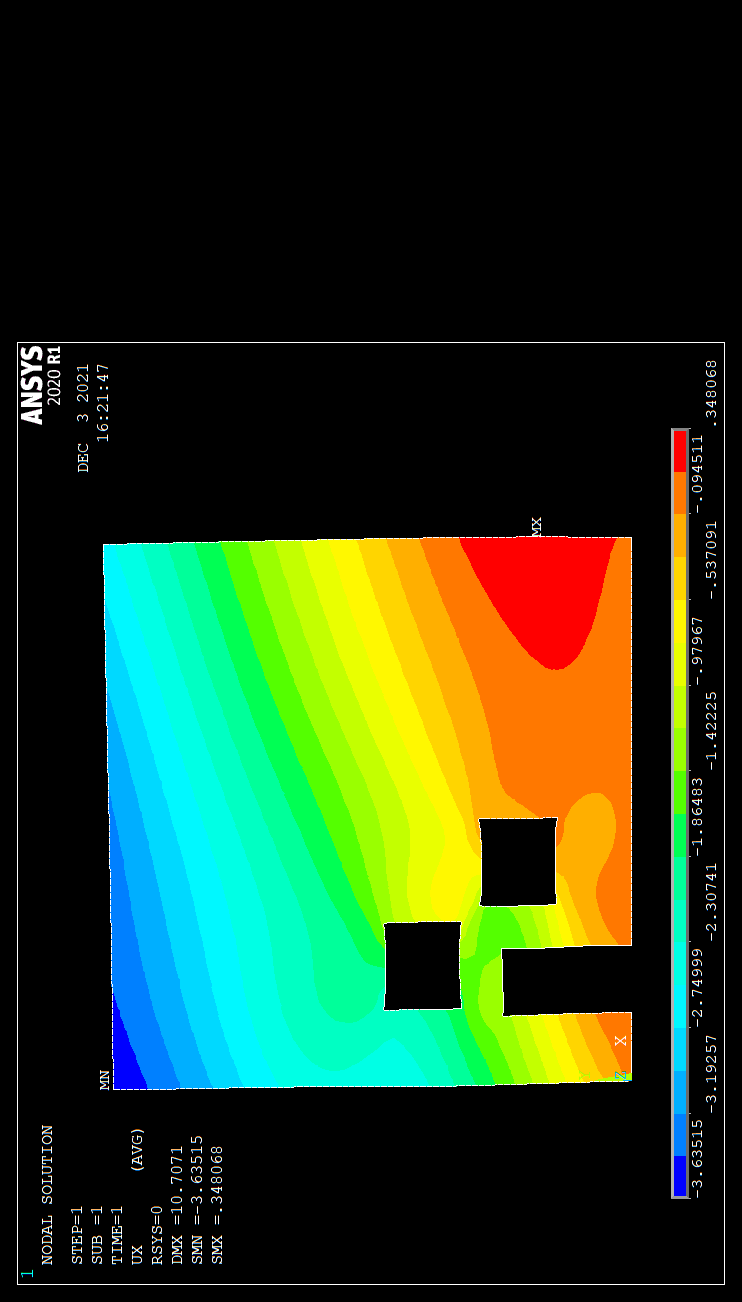 1
NODAL SOLUTION
STEP=1
SUB =1
TIME=1
UX       (AVG)
RSYS=0
DMX =10.7071
SMN =-3.63515
SMX =.348068
ANSYS
2020 R1
DEC  3 2021
16:21:47
MN
MX
Z X
-3.63515
-3.19257
-2.74999
-2.30741
-1.86483
-1.42225
-.97967
-.537091
-.094511
.348068